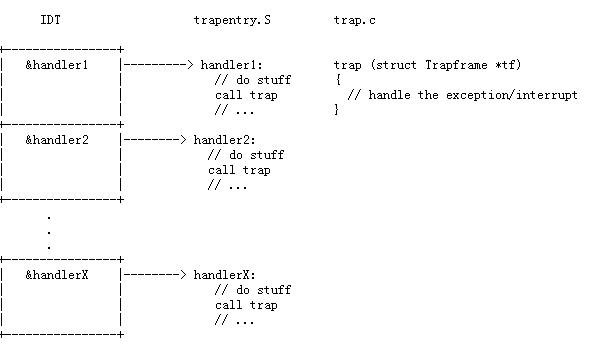 IDT trapentry.S trap.c
+----------------+
| &handler1 |---------> handler1: trap (struct Trapframe *tf)
| | // do stuff {
| | call trap // handle the exception/interrupt
| | // ... }
+----------------+
| &handler2 |--------> handler2:
| | // do stuff
| | call trap
| | // ...
+----------------+
.
.
.
+----------------+
| &handlerX |--------> handlerX:
| | // do stuff
| | call trap
| | // ...
+----------------+